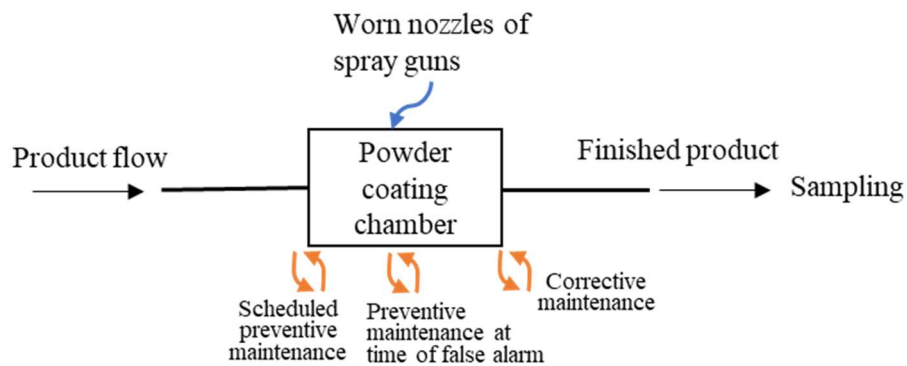 Worn nozzles of
spray guns
Product flow
Powder
coating
chamber
Finished product
Sampling
Scheduled
preventive
maintenance
Preventive
maintenance at
time of false alarm
Corrective
maintenance